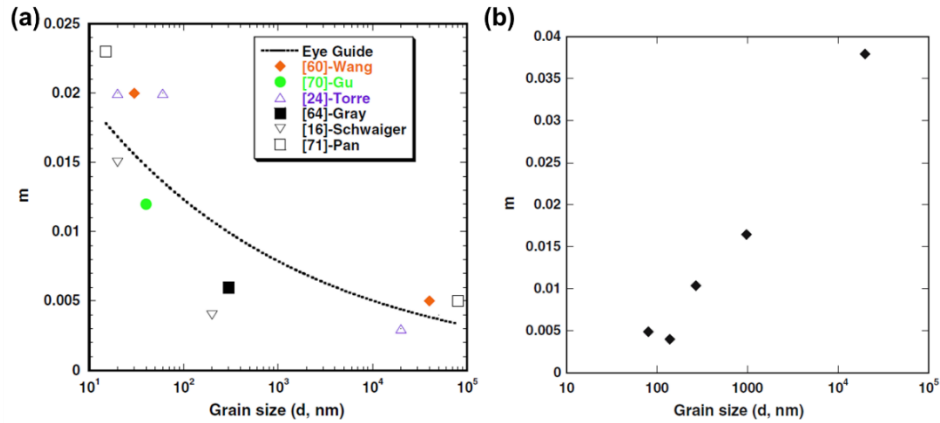 (a)
0.025
0.02
0.015
0.01
0.005
0
m
Eye Guide
[60]-Wang
[70]-Gu
[24]-Torre
[64]-Gray
[16]-Schwaiger
[71]-Pan
10¹ 10² 10³ 10⁴ 10⁵
Grain size (d, nm)
(b)
0.04
0.035
0.03
0.025
0.02
0.015
0.01
0.005
0
m
10 100 1000 10⁴ 10⁵
Grain size (d, nm)